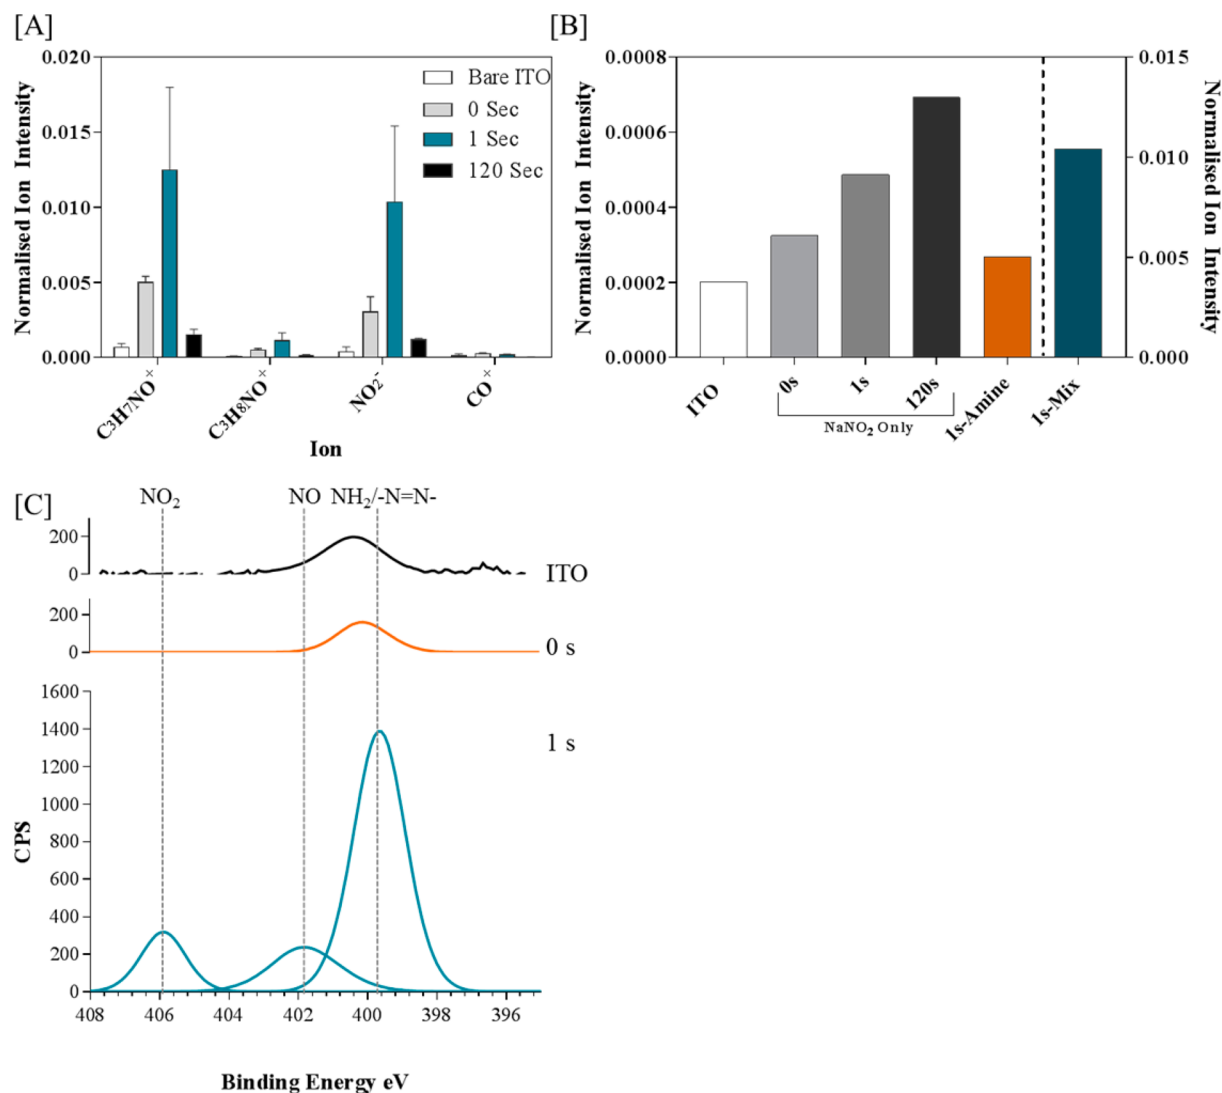 [A]
Normalised Ion Intensity
0.020
0.015
0.010
0.005
0.000
Bare ITO
0 Sec
1 Sec
120 Sec
C3H7NO+
C3H8NO+
NO2-
CO+
Ion
[B]
Normalised Ion Intensity
0.0008
0.0006
0.0004
0.0002
0.0000
0.015
0.010
0.005
0.000
Normalised Ion Intensity
ITO
0s
1s
120s
1s-Amine
1s-Mix
NaNO2 Only
[C]
NO2 NO NH2/-N=N-
200
0
ITO
200
0
0 s
1600
1400
1200
1000
800
600
400
200
0
1 s
CPS
408 406 404 402 400 398 396
Binding Energy eV